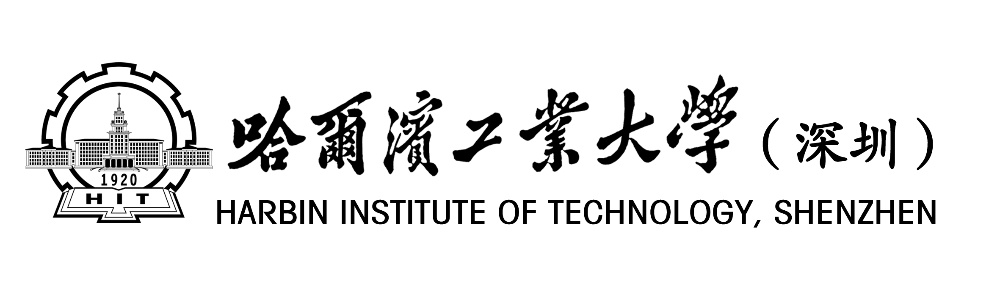 哈爾濱工業大學（深圳）
HARBIN INSTITUTE OF TECHNOLOGY, SHENZHEN
1920
HIT